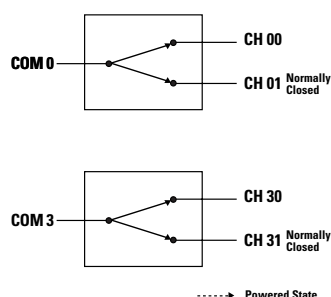 CH 00
COM 0
CH 01 Normally Closed
CH 30
COM 3
CH 31 Normally Closed
Powered State